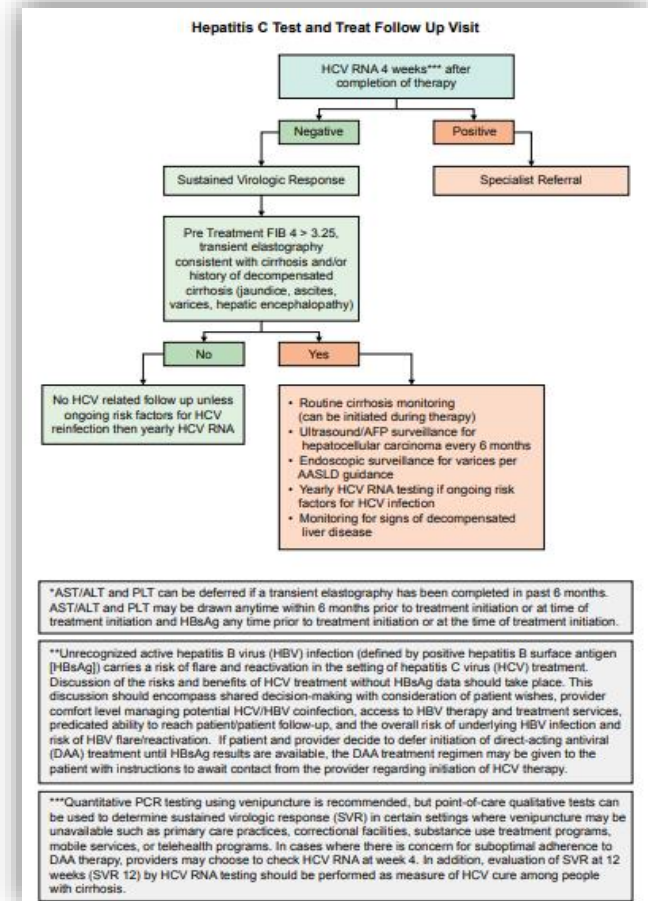 Hepatitis C Test and Treat Follow Up Visit
HCV RNA 4 weeks*** after
completion of therapy
Negative
Positive
Sustained Virologic Response
Specialist Referral
Pre Treatment FIB 4 > 3.25,
transient elastography
consistent with cirrhosis and/or
history of decompensated
cirrhosis (jaundice, ascites,
varices, hepatic encephalopathy)
No
Yes
No HCV related follow up unless
ongoing risk factors for HCV
reinfection then yearly HCV RNA
• Routine cirrhosis monitoring
(can be initiated during therapy)
• Ultrasound/AFP surveillance for
hepatocellular carcinoma every 6 months
• Endoscopic surveillance for varices per
AASLD guidance
• Yearly HCV RNA testing if ongoing risk
factors for HCV infection
• Monitoring for signs of decompensated
liver disease
*AST/ALT and PLT can be deferred if a transient elastography has been completed in past 6 months.
AST/ALT and PLT may be drawn anytime within 6 months prior to treatment initiation or at time of
treatment initiation and HBsAg any time prior to treatment initiation or at the time of treatment initiation.
**Unrecognized active hepatitis B virus (HBV) infection (defined by positive hepatitis B surface antigen
[HBsAg]) carries a risk of flare and reactivation in the setting of hepatitis C virus (HCV) treatment.
Discussion of the risks and benefits of HCV treatment without HBsAg data should take place. This
discussion should encompass shared decision-making with consideration of patient wishes, provider
comfort level managing potential HCV/HBV coinfection, access to HBV therapy and treatment services,
predicated ability to reach patient/patient follow-up, and the overall risk of underlying HBV infection and
risk of HBV flare/reactivation. If patient and provider decide to defer initiation of direct-acting antiviral
(DAA) treatment until HBsAg results are available, the DAA treatment regimen may be given to the
patient with instructions to await contact from the provider regarding initiation of HCV therapy.
***Quantitative PCR testing using venipuncture is recommended, but point-of-care qualitative tests can
be used to determine sustained virologic response (SVR) in certain settings where venipuncture may be
unavailable such as primary care practices, correctional facilities, substance use treatment programs,
mobile services, or telehealth programs. In cases where there is concern for suboptimal adherence to
DAA therapy, providers may choose to check HCV RNA at week 4. In addition, evaluation of SVR at 12
weeks (SVR 12) by HCV RNA testing should be performed as measure of HCV cure among people
with cirrhosis.